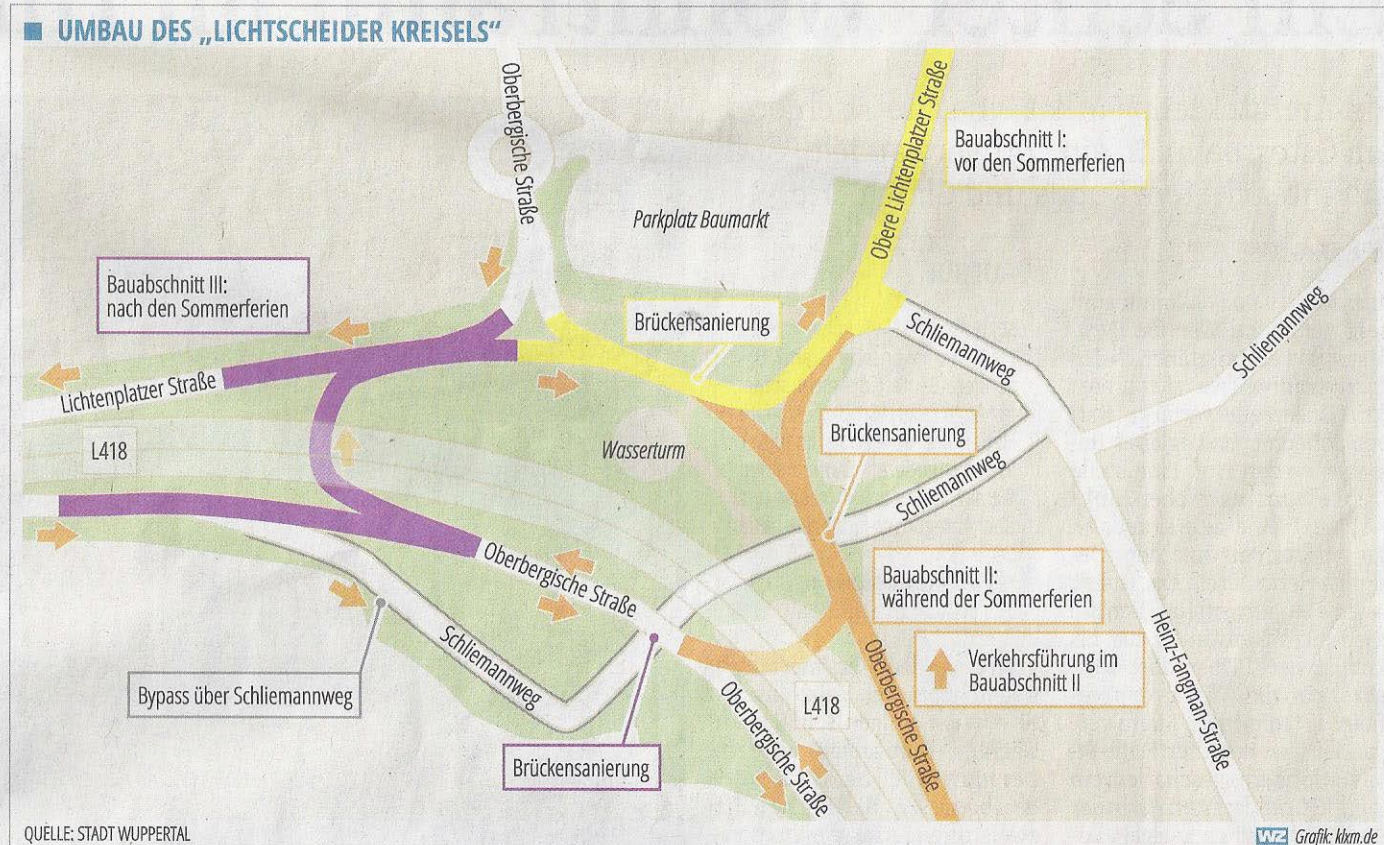 UMBAU DES „LICHTSCHEIDER KREISELS“
Oberbergische Straße
Obere Lichtenplatzer Straße
Bauabschnitt I:
vor den Sommerferien
Parkplatz Baumarkt
Bauabschnitt III:
nach den Sommerferien
Brückensanierung
Schliemannweg
Schliemannweg
Lichtenplatzer Straße
L418
Wasserturm
Brückensanierung
Schliemannweg
Oberbergische Straße
Bauabschnitt II:
während der Sommerferien
Verkehrsführung im
Bauabschnitt II
Heinz-Fangman-Straße
Schliemannweg
Bypass über Schliemannweg
Oberbergische Straße
L418
Oberbergische Straße
Brückensanierung
QUELLE: STADT WUPPERTAL
WZ Grafik: klxm.de